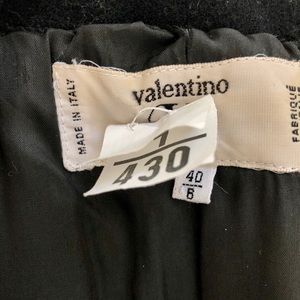 valentino
MADE IN ITALY
1
430
40
6
FABRIQUÉ